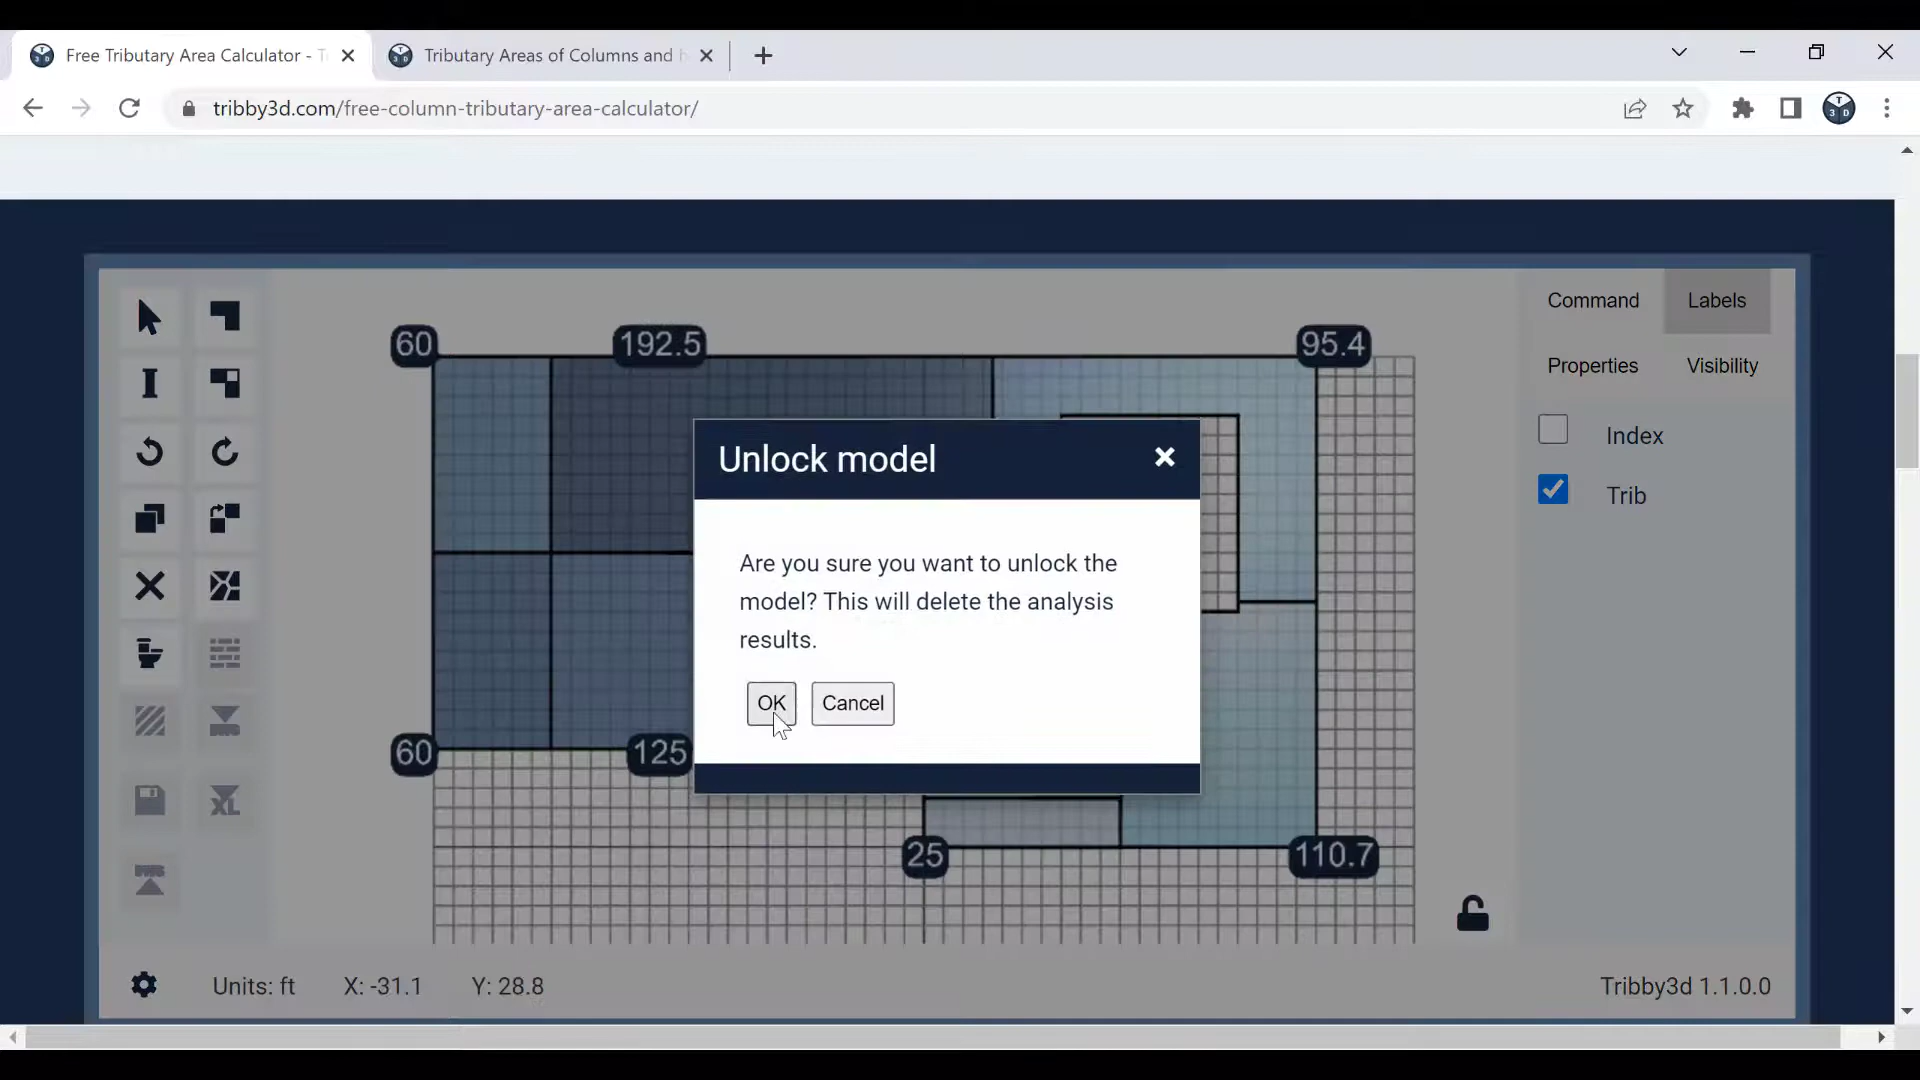 Free Tributary Area Calculator -
Tributary Areas of Columns and
tribby3d.com/free-column-tributary-area-calculator/
Command
Labels
Properties
Visibility
Index
Trib
60
192.5
95.4
Unlock model
Are you sure you want to unlock the
model? This will delete the analysis
results.
OK
Cancel
60
125
25
110.7
XL
Units: ft
X: -31.1
Y: 28.8
Tribby3d 1.1.0.0